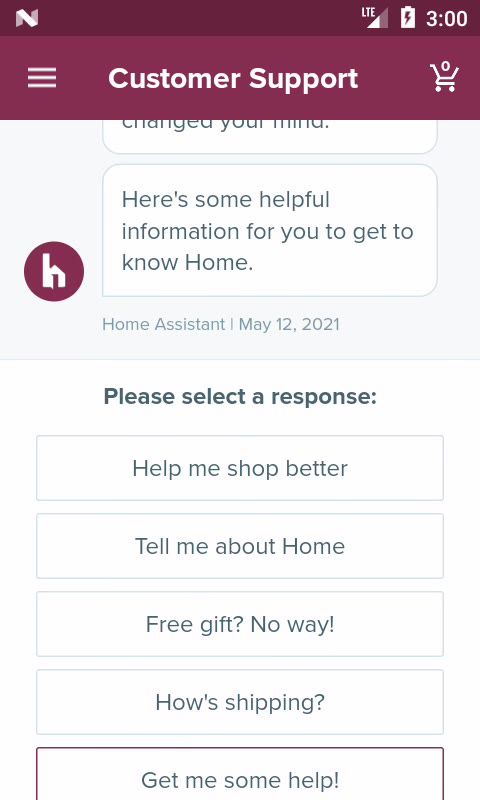 LTE
3:00
Customer Support
0
changed your mind.
Here's some helpful
information for you to get to
know Home.
h
Home Assistant | May 12, 2021
Please select a response:
Help me shop better
Tell me about Home
Free gift? No way!
How's shipping?
Get me some help!